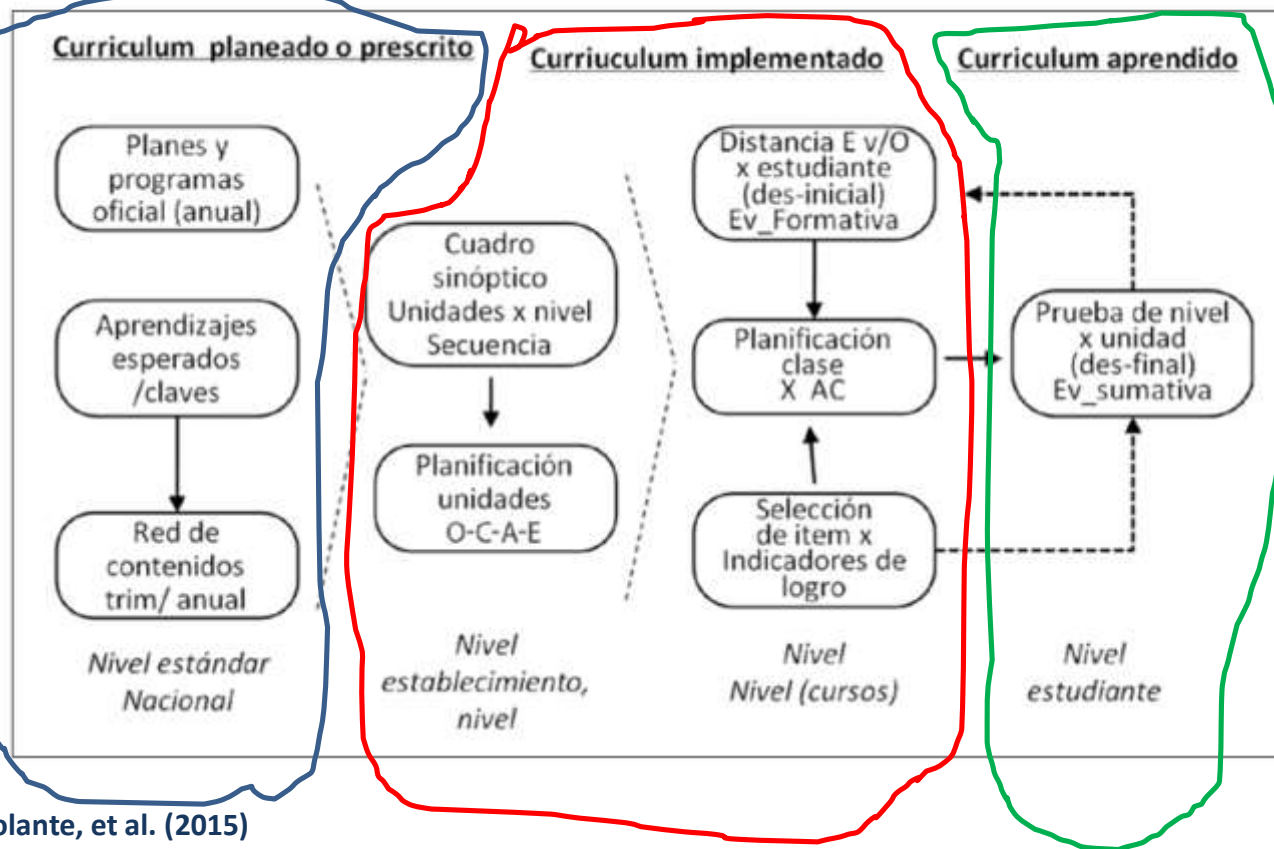 Curriculum planeado o prescrito
Planes y
programas
oficial (anual)
Aprendizajes
esperados
/claves
Red de
contenidos
trim/ anual
Nivel estándar
Nacional
Curriuculum implementado
Cuadro
sinóptico
Unidades x nivel
Secuencia
Planificación
unidades
O-C-A-E
Nivel
establecimiento,
nivel
Distancia E v/O
x estudiante
(des-inicial)
Ev_Formativa
Planificación
clase
X AC
Selección
de item x
Indicadores de
logro
Nivel
Nivel (cursos)
Curriculum aprendido
Prueba de nivel
x unidad
(des-final)
Ev_sumativa
Nivel
estudiante
et al. (2015)